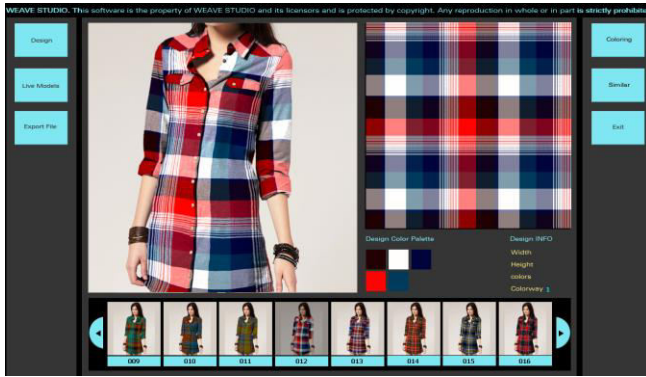 WEAVE STUDIO. This software is the property of WEAVE STUDIO and its licensors and is protected by copyright. Any reproduction in whole or in part is strictly prohibite
Design
Live Models
Export File
Coloring
Similar
Exit
Design Color Palette
Design INFO
Width
Height
colors
Colorway 1
009
010
011
012
013
014
015
016